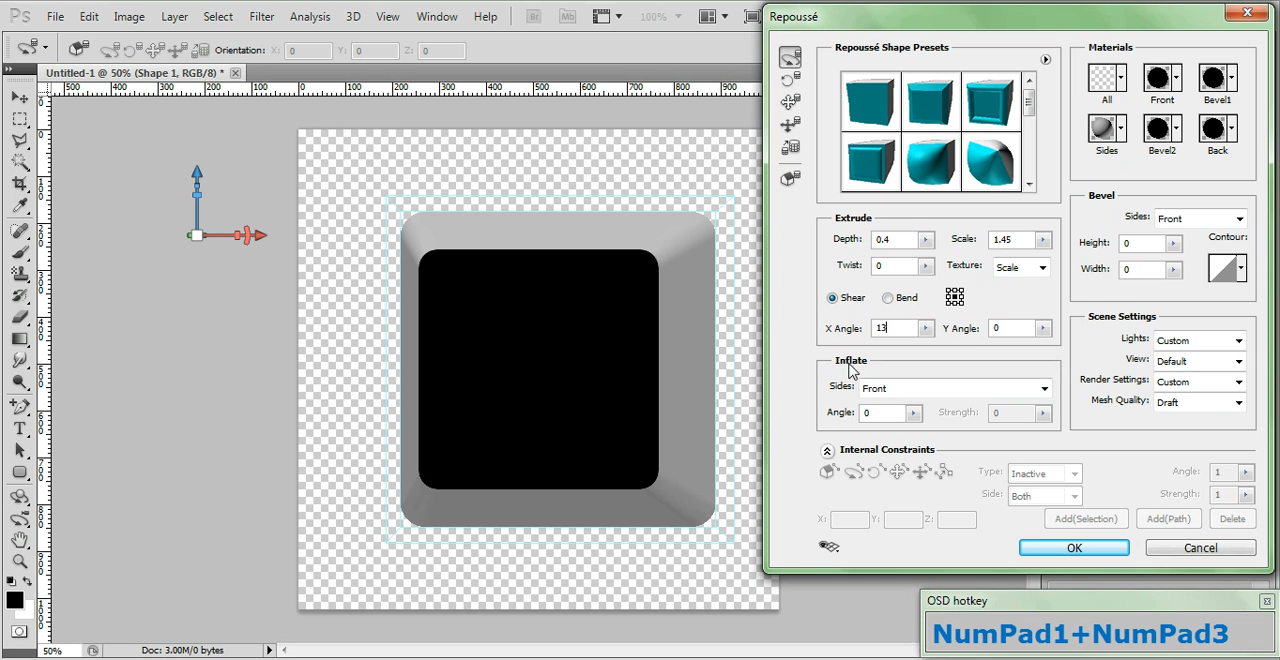 Ps File Edit Image Layer Select Filter Analysis 3D View Window Help Br Mb 100%
Orientation: X: 0 Y: 0 Z: 0
Untitled-1 @ 50% (Shape 1, RGB/8) *
500 400 300 200 100 0 100 200 300 400 500 600 700 800 900
Repoussé
Repoussé Shape Presets
Extrude
Depth: 0.4 Scale: 1.45
Twist: 0 Texture: Scale
Shear Bend
X Angle: 13 Y Angle: 0
Inflate
Sides: Front
Angle: 0 Strength: 0
Internal Constraints
Type: Inactive Angle: 1
Side: Both Strength: 1
X: Y: Z: Add(Selection) Add(Path) Delete
OK Cancel
Materials
All Front Bevel1
Sides Bevel2 Back
Bevel
Sides: Front
Height: 0 Contour:
Width: 0
Scene Settings
Lights: Custom
View: Default
Render Settings: Custom
Mesh Quality: Draft
50% Doc: 3.00M/0 bytes
OSD hotkey
NumPad1+NumPad3